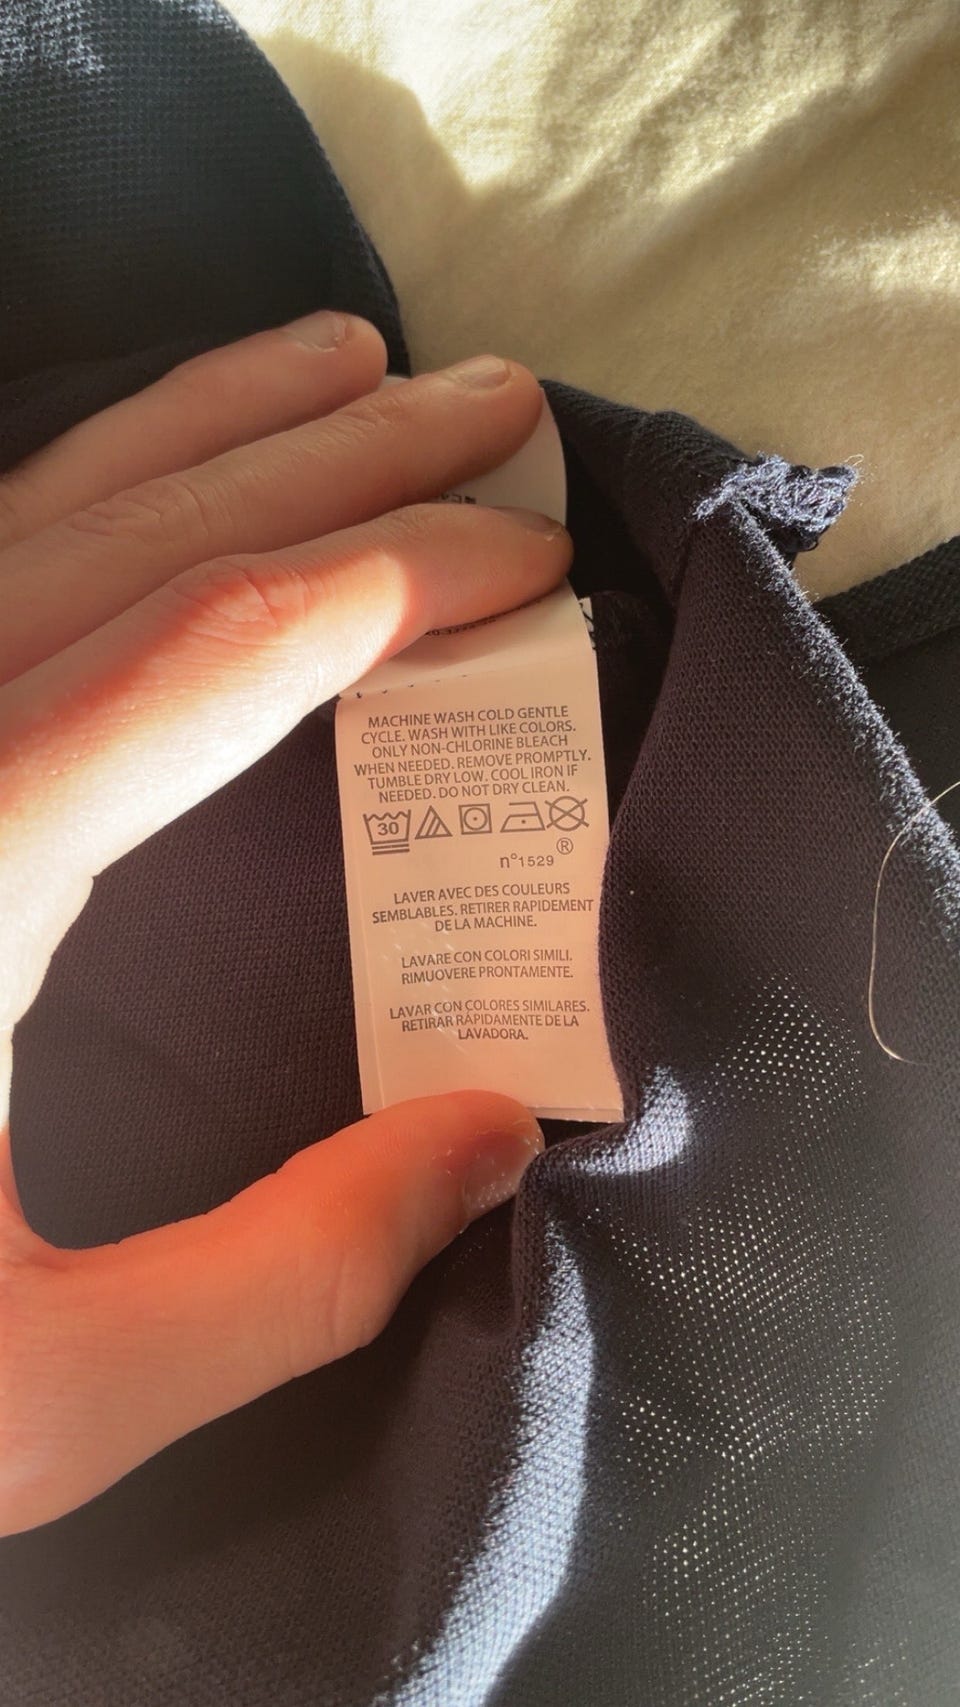 MACHINE WASH COLD GENTLE
CYCLE. WASH WITH LIKE COLORS.
ONLY NON-CHLORINE BLEACH
WHEN NEEDED. REMOVE PROMPTLY.
TUMBLE DRY LOW. COOL IRON IF
NEEDED. DO NOT DRY CLEAN.
30
®
n°1529
LAVER AVEC DES COULEURS
SEMBLABLES. RETIRER RAPIDEMENT
DE LA MACHINE.
LAVARE CON COLORI SIMILI.
RIMUOVERE PRONTAMENTE.
LAVAR CON COLORES SIMILARES.
RETIRAR RÁPIDAMENTE DE LA
LAVADORA.